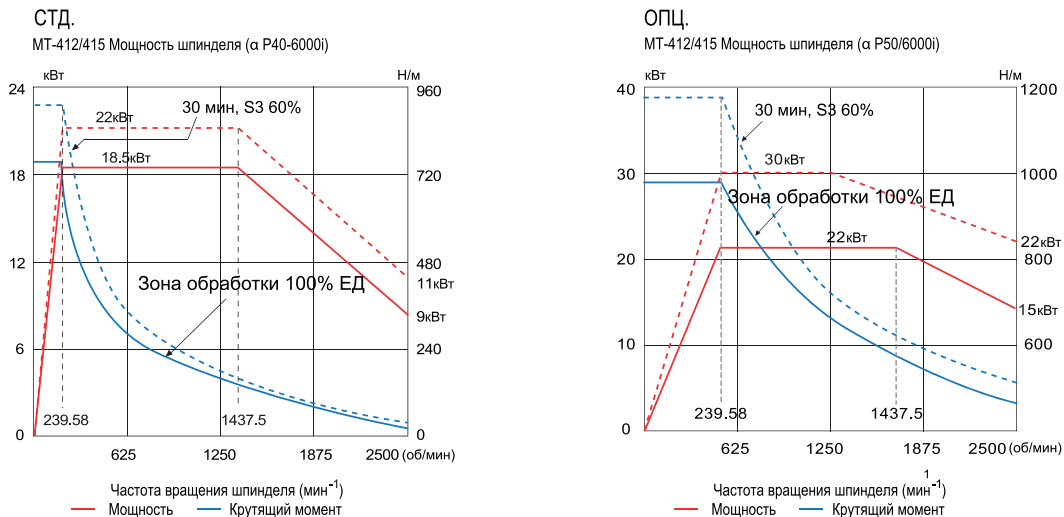 СТД.
МТ-412/415 Мощность шпинделя (α P40-6000i)
кВт
Н/м
24
960
30 мин, S3 60%
22кВт
18.5кВт
18
720
12
480
11кВт
Зона обработки 100% ЕД
9кВт
6
240
239.58
1437.5
0
0
625
1250
1875
2500 (об/мин)
Частота вращения шпинделя (мин⁻¹)
Мощность
Крутящий момент
ОПЦ.
МТ-412/415 Мощность шпинделя (α P50/6000i)
кВт
Н/м
40
1200
30 мин, S3 60%
30кВт
30
1000
Зона обработки 100% ЕД
22кВт
22кВт
20
800
15кВт
10
600
239.58
1437.5
0
625
1250
1875
2500 (об/мин)
1
Частота вращения шпинделя (мин⁻¹)
Мощность
Крутящий момент